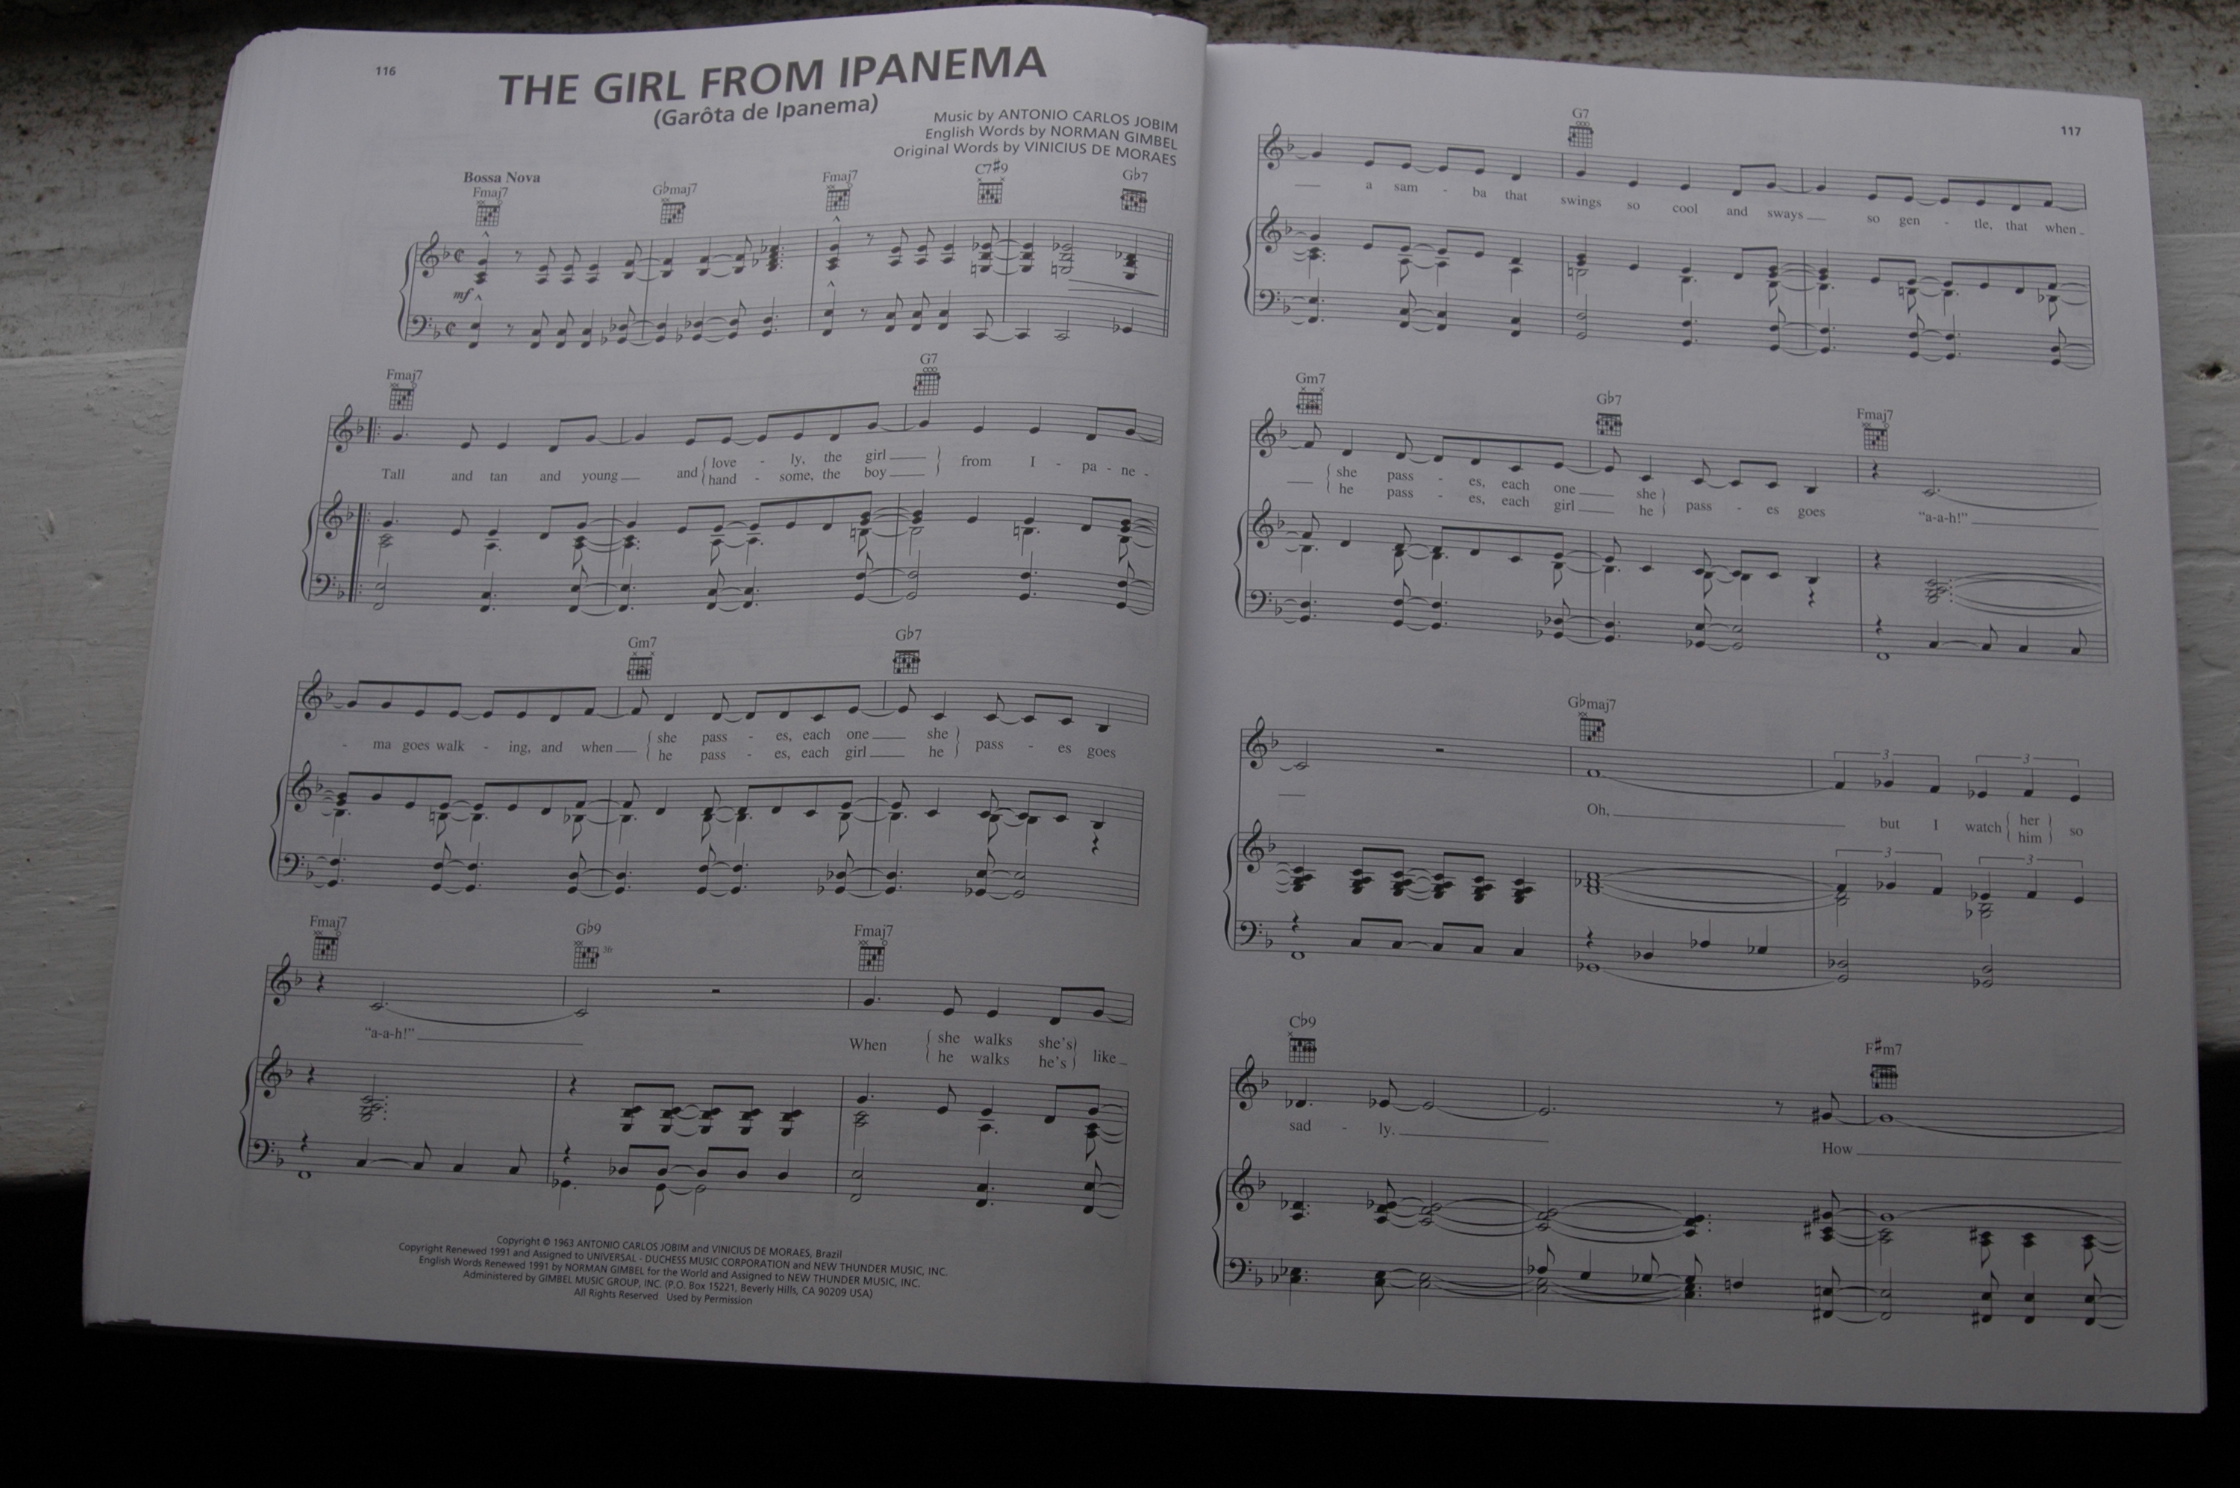 116
THE GIRL FROM IPANEMA
(Garôta de Ipanema)
Music by ANTONIO CARLOS JOBIM
English Words by NORMAN GIMBEL
Original Words by VINICIUS DE MORAES
Bossa Nova
Fmaj7 G♭maj7 Fmaj7 C7♯9 G♭7
mf
Fmaj7 G7
Tall and tan and young and { love - ly, the girl } from I - pa - ne -
{ hand - some, the boy }
Gm7 G♭7
- ma goes walk - ing, and when { she pass - es, each one she } pass - es goes
{ he pass - es, each girl he }
Fmaj7 G♭9 Fmaj7
3fr
"a-a-h!" When { she walks she's } like
{ he walks he's }
Copyright © 1963 ANTONIO CARLOS JOBIM and VINICIUS DE MORAES, Brazil
Copyright Renewed 1991 and Assigned to UNIVERSAL - DUCHESS MUSIC CORPORATION and NEW THUNDER MUSIC, INC.
English Words Renewed 1991 by NORMAN GIMBEL for the World and Assigned to NEW THUNDER MUSIC, INC.
Administered by GIMBEL MUSIC GROUP, INC. (P.O. Box 15221, Beverly Hills, CA 90209 USA)
All Rights Reserved Used by Permission
117
G7
a sam - ba that swings so cool and sways so gen - tle, that when
Gm7 G♭7 Fmaj7
{ she pass - es, each one she } pass - es goes "a-a-h!"
{ he pass - es, each girl he }
G♭maj7
3 3
Oh, but I watch { her } so
{ him }
3 3
C♭9 F♯m7
sad - ly. How